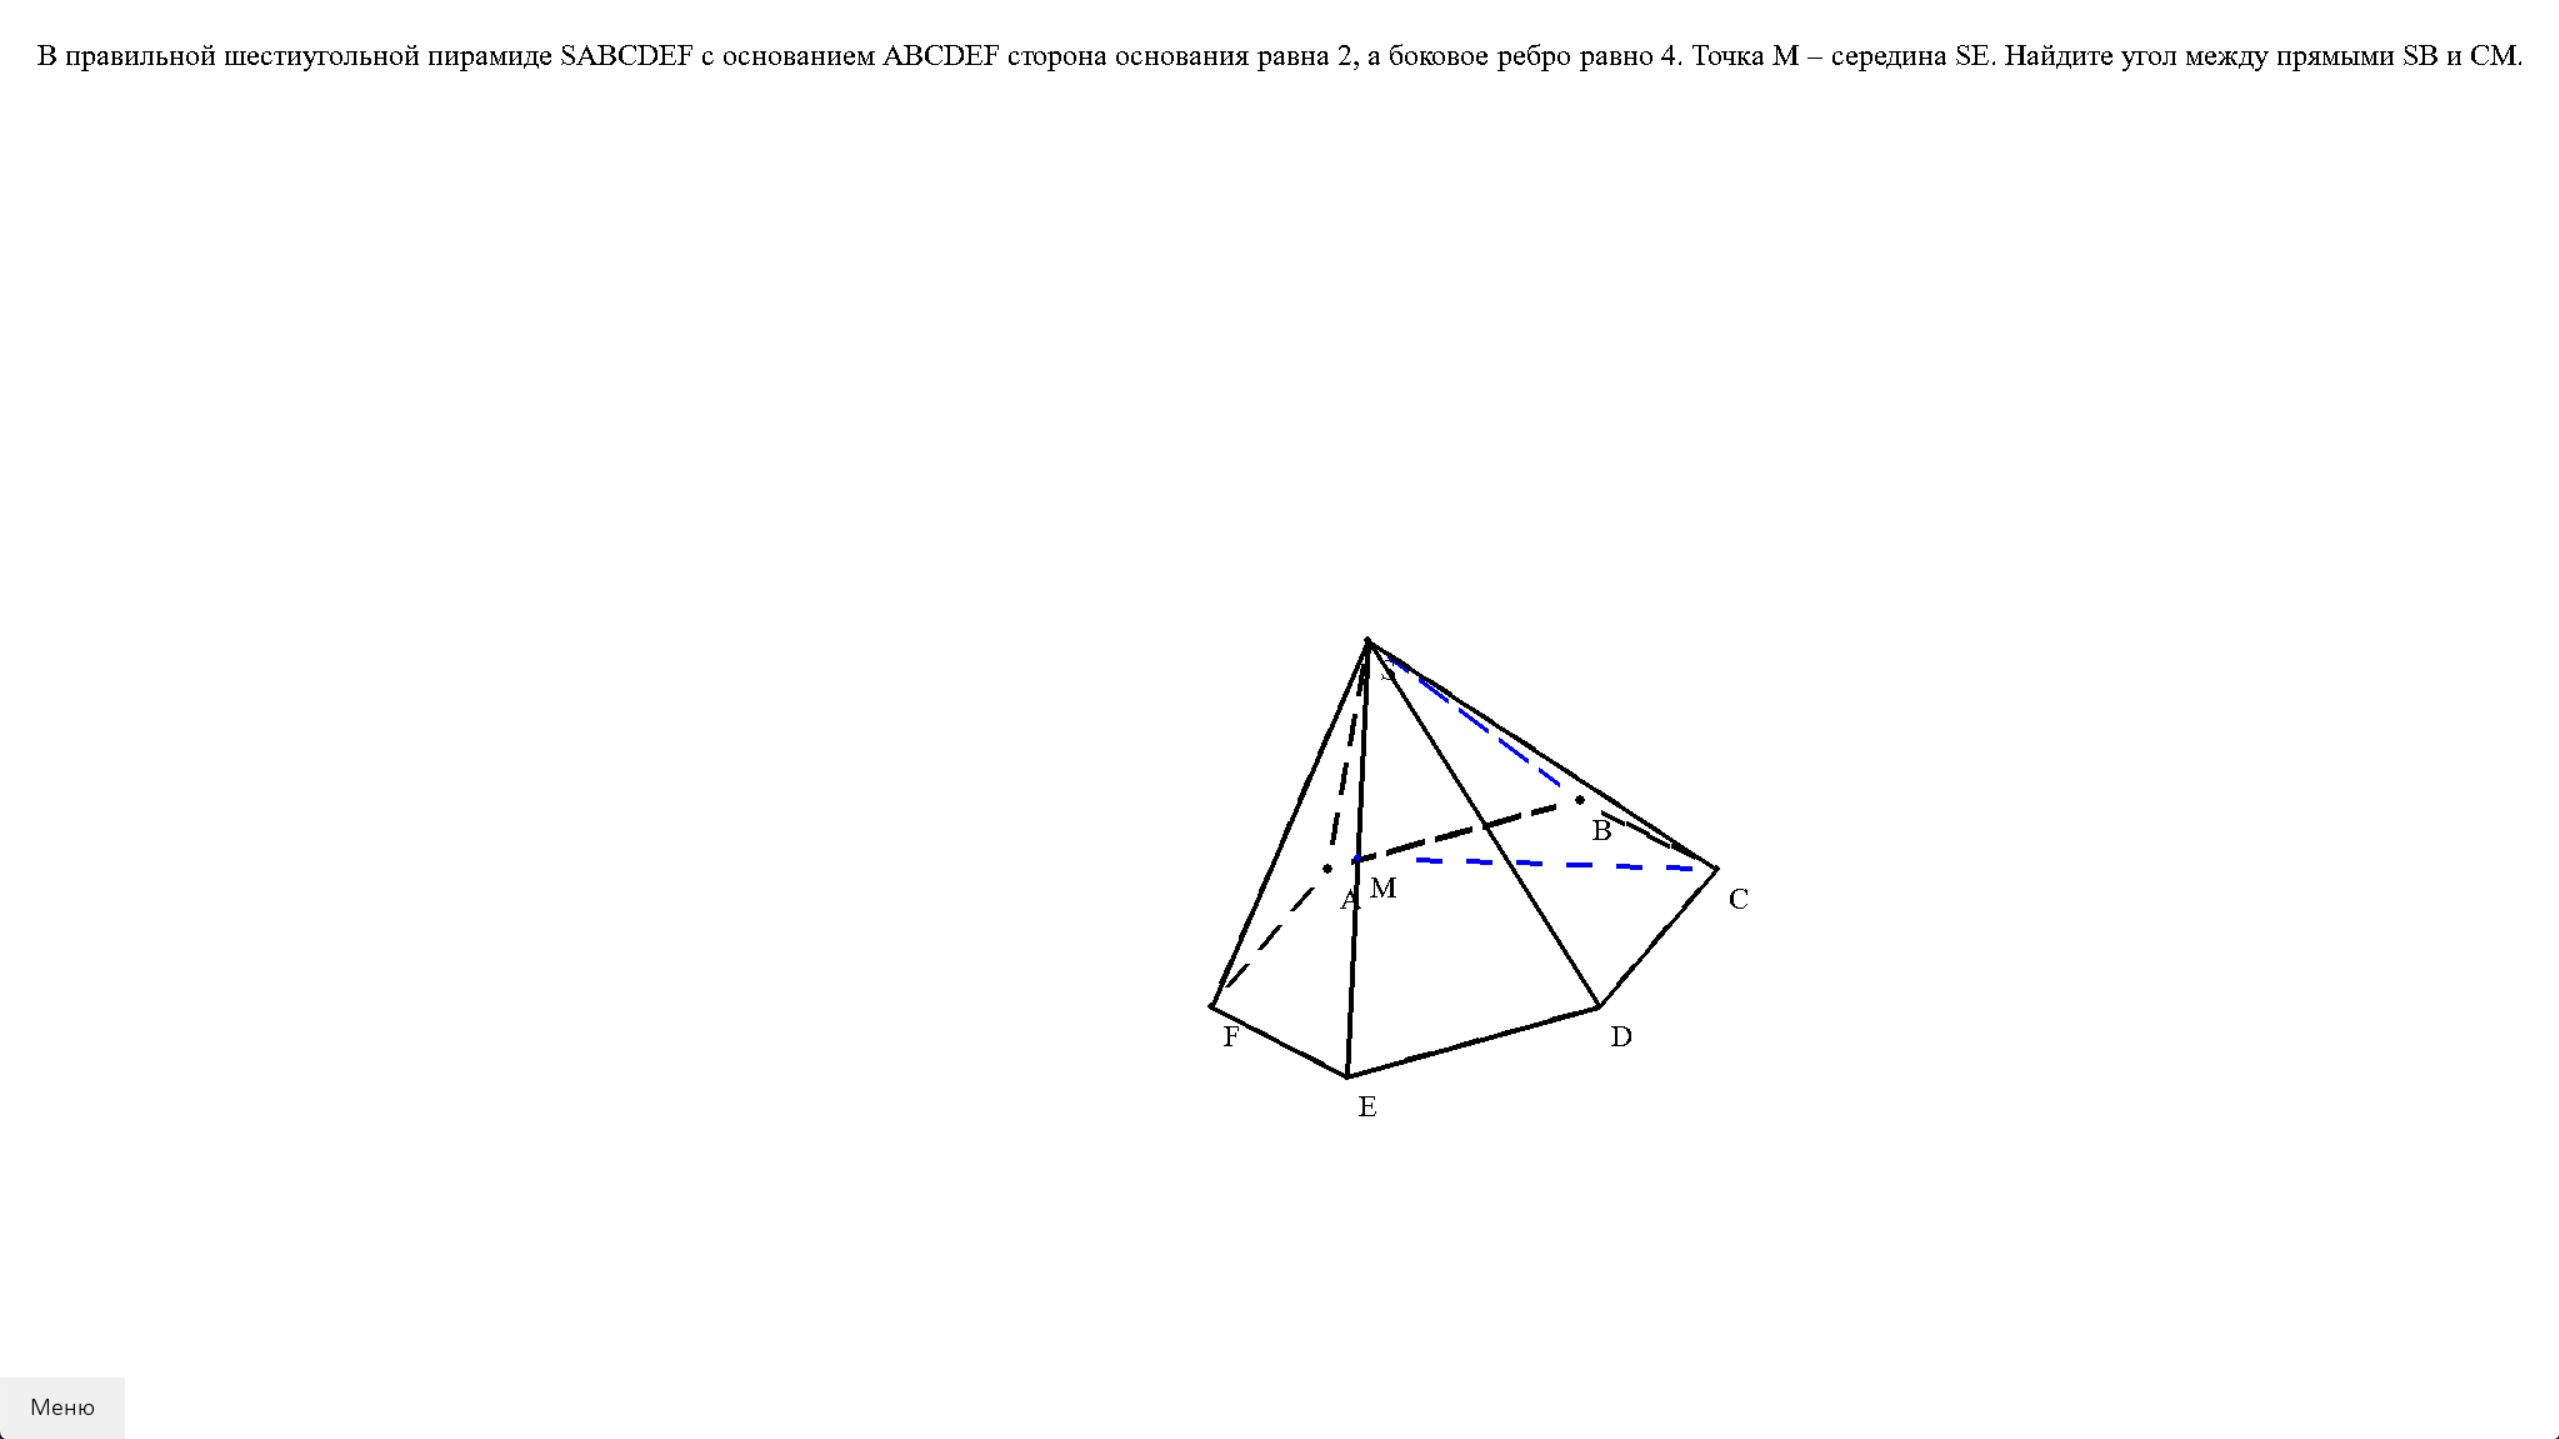 В правильной шестиугольной пирамиде SABCDEF с основанием ABCDEF сторона основания равна 2, а боковое ребро равно 4. Точка M – середина SE. Найдите угол между прямыми SB и CM.
S
B
A
M
C
F
D
E
Меню